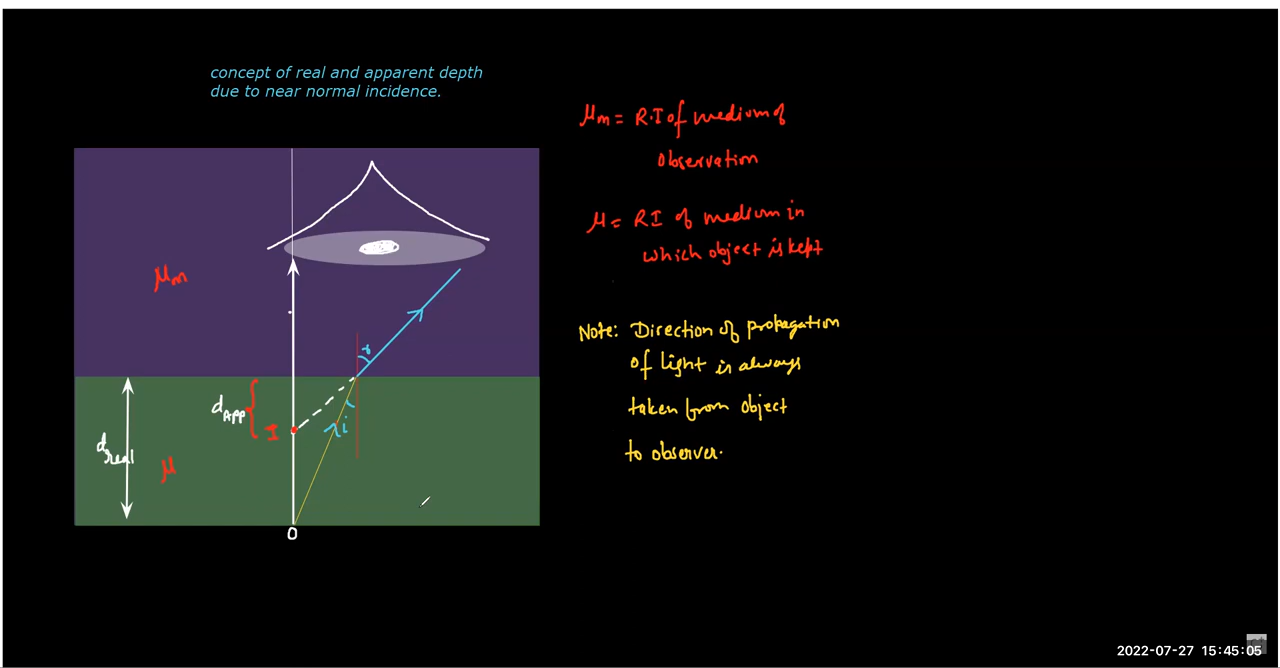 concept of real and apparent depth
due to near normal incidence.
μm = R.I of medium of
observation
μ = RI of medium in
which object is kept
Note: Direction of propagation
of light is always
taken from object
to observer.
μm
r
dApp
I
i
dreal
μ
O
2022-07-27 15:45:05